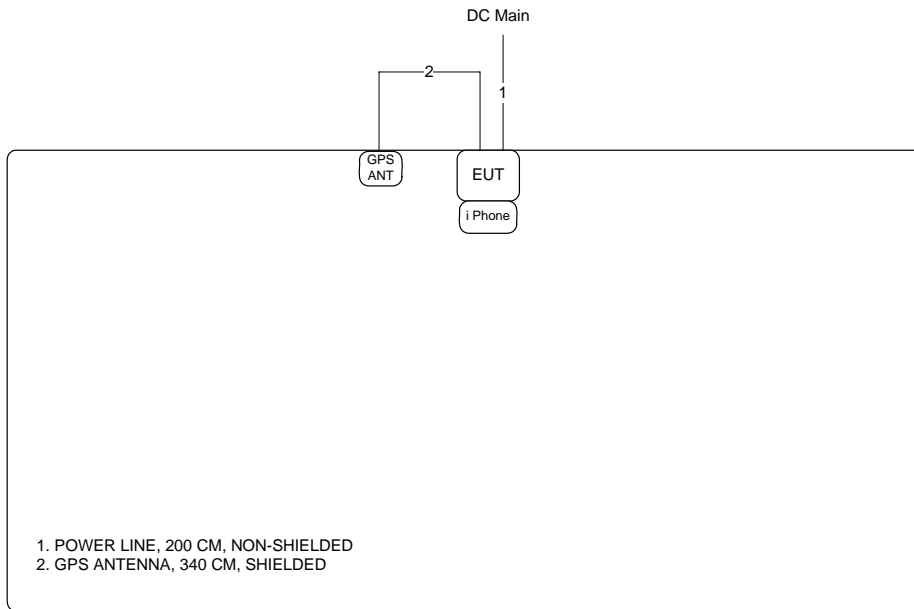 DC Main
2
1
GPS
ANT
EUT
i Phone
1. POWER LINE, 200 CM, NON-SHIELDED
2. GPS ANTENNA, 340 CM, SHIELDED